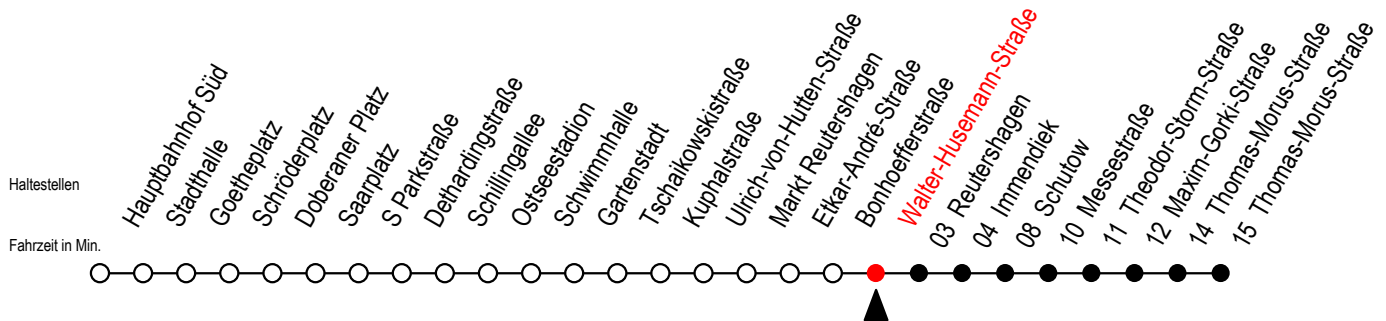 Haltestellen
Fahrzeit in Min.
Hauptbahnhof Süd
Stadthalle
Goetheplatz
Schröderplatz
Doberaner Platz
Saarplatz
S Parkstraße
Dethardingstraße
Schillingallee
Ostseestadion
Schwimmhalle
Gartenstadt
Tschaikowskistraße
Kuphalstraße
Ulrich-von-Hutten-Straße
Markt Reutershagen
Etkar-André-Straße
Bonhoefferstraße
Walter-Husemann-Straße
03 Reutershagen
04 Immendiek
08 Schutow
10 Messestraße
11 Theodor-Storm-Straße
12 Maxim-Gorki-Straße
14 Thomas-Morus-Straße
15 Thomas-Morus-Straße